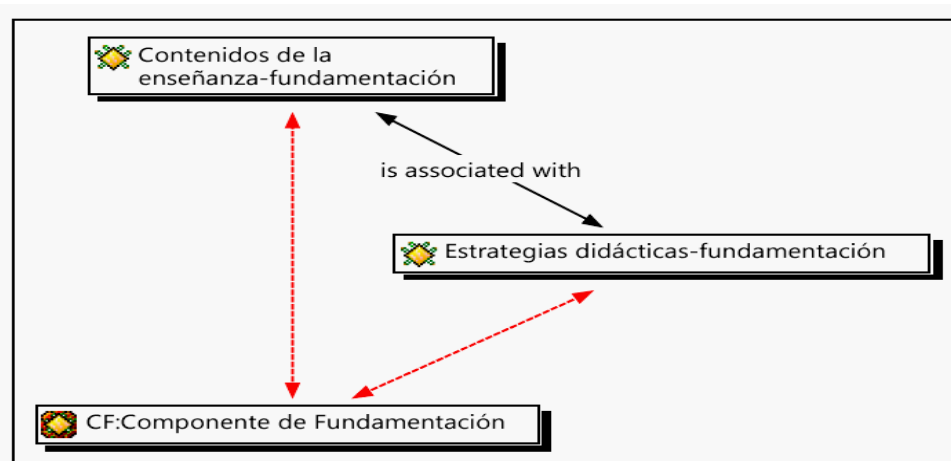 Contenidos de la
enseñanza-fundamentación
is associated with
Estrategias didácticas-fundamentación
CF:Componente de Fundamentación